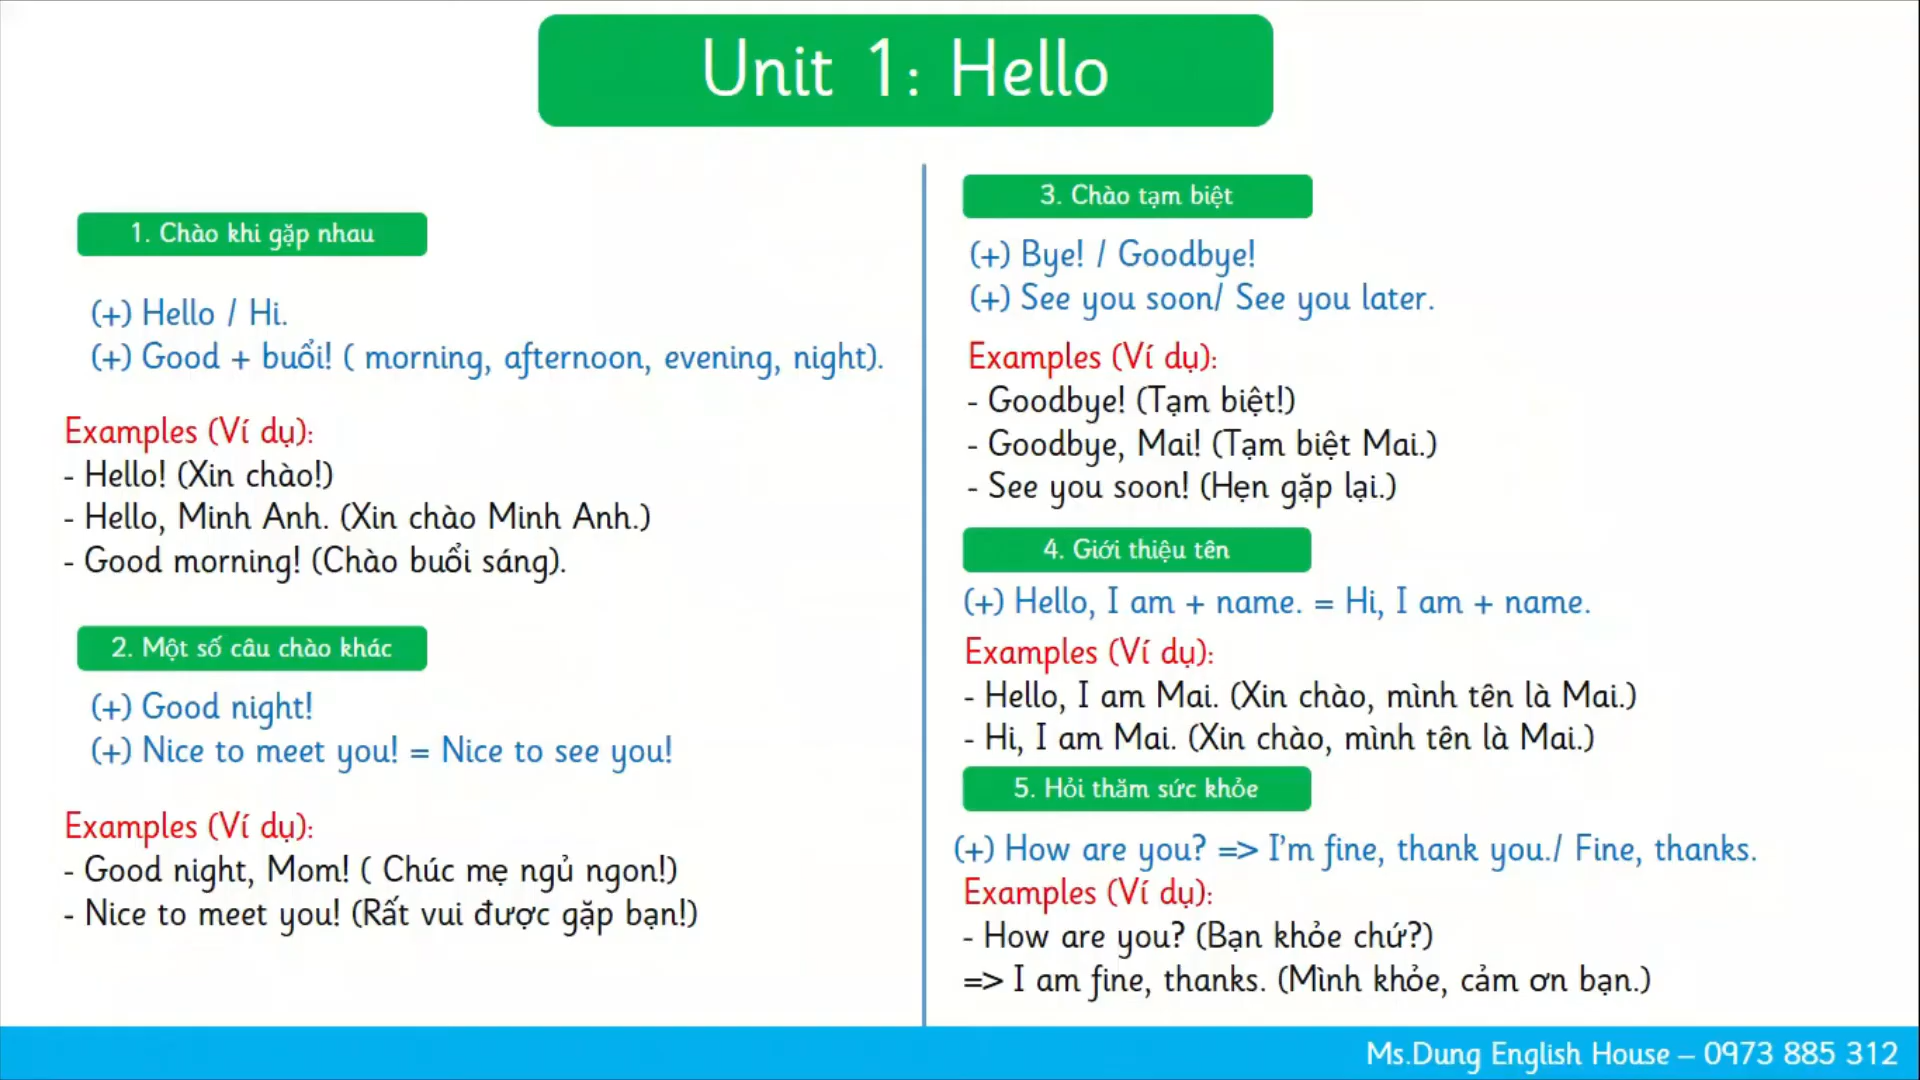 Unit 1: Hello
1. Chào khi gặp nhau
(+) Hello / Hi.
(+) Good + buổi! ( morning, afternoon, evening, night).
Examples (Ví dụ):
- Hello! (Xin chào!)
- Hello, Minh Anh. (Xin chào Minh Anh.)
- Good morning! (Chào buổi sáng).
2. Một số câu chào khác
(+) Good night!
(+) Nice to meet you! = Nice to see you!
Examples (Ví dụ):
- Good night, Mom! ( Chúc mẹ ngủ ngon!)
- Nice to meet you! (Rất vui được gặp bạn!)
3. Chào tạm biệt
(+) Bye! / Goodbye!
(+) See you soon/ See you later.
Examples (Ví dụ):
- Goodbye! (Tạm biệt!)
- Goodbye, Mai! (Tạm biệt Mai.)
- See you soon! (Hẹn gặp lại.)
4. Giới thiệu tên
(+) Hello, I am + name. = Hi, I am + name.
Examples (Ví dụ):
- Hello, I am Mai. (Xin chào, mình tên là Mai.)
- Hi, I am Mai. (Xin chào, mình tên là Mai.)
5. Hỏi thăm sức khỏe
(+) How are you? => I'm fine, thank you./ Fine, thanks.
Examples (Ví dụ):
- How are you? (Bạn khỏe chứ?)
=> I am fine, thanks. (Mình khỏe, cảm ơn bạn.)
Ms.Dung English House – 0973 885 312